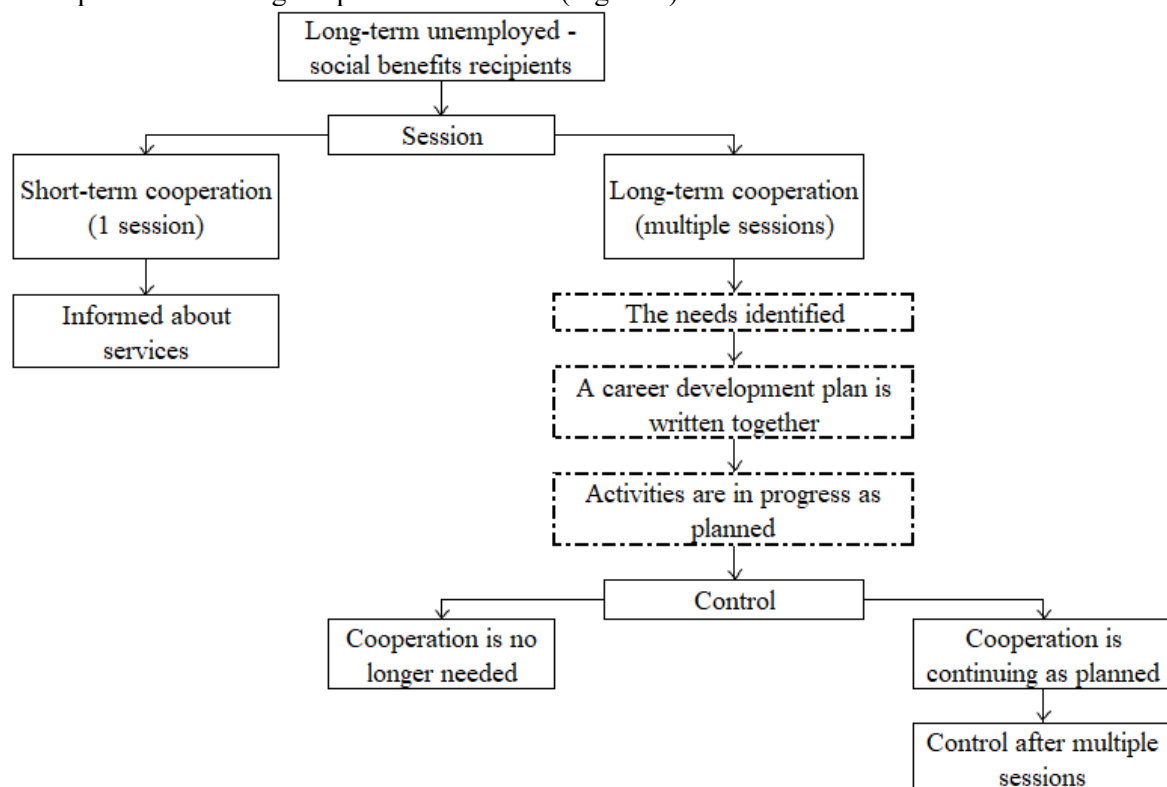 Long-term unemployed -
social benefits recipients
Session
Short-term cooperation
(1 session)
Long-term cooperation
(multiple sessions)
Informed about
services
The needs identified
A career development plan is
written together
Activities are in progress as
planned
Control
Cooperation is no
longer needed
Cooperation is
continuing as planned
Control after multiple
sessions